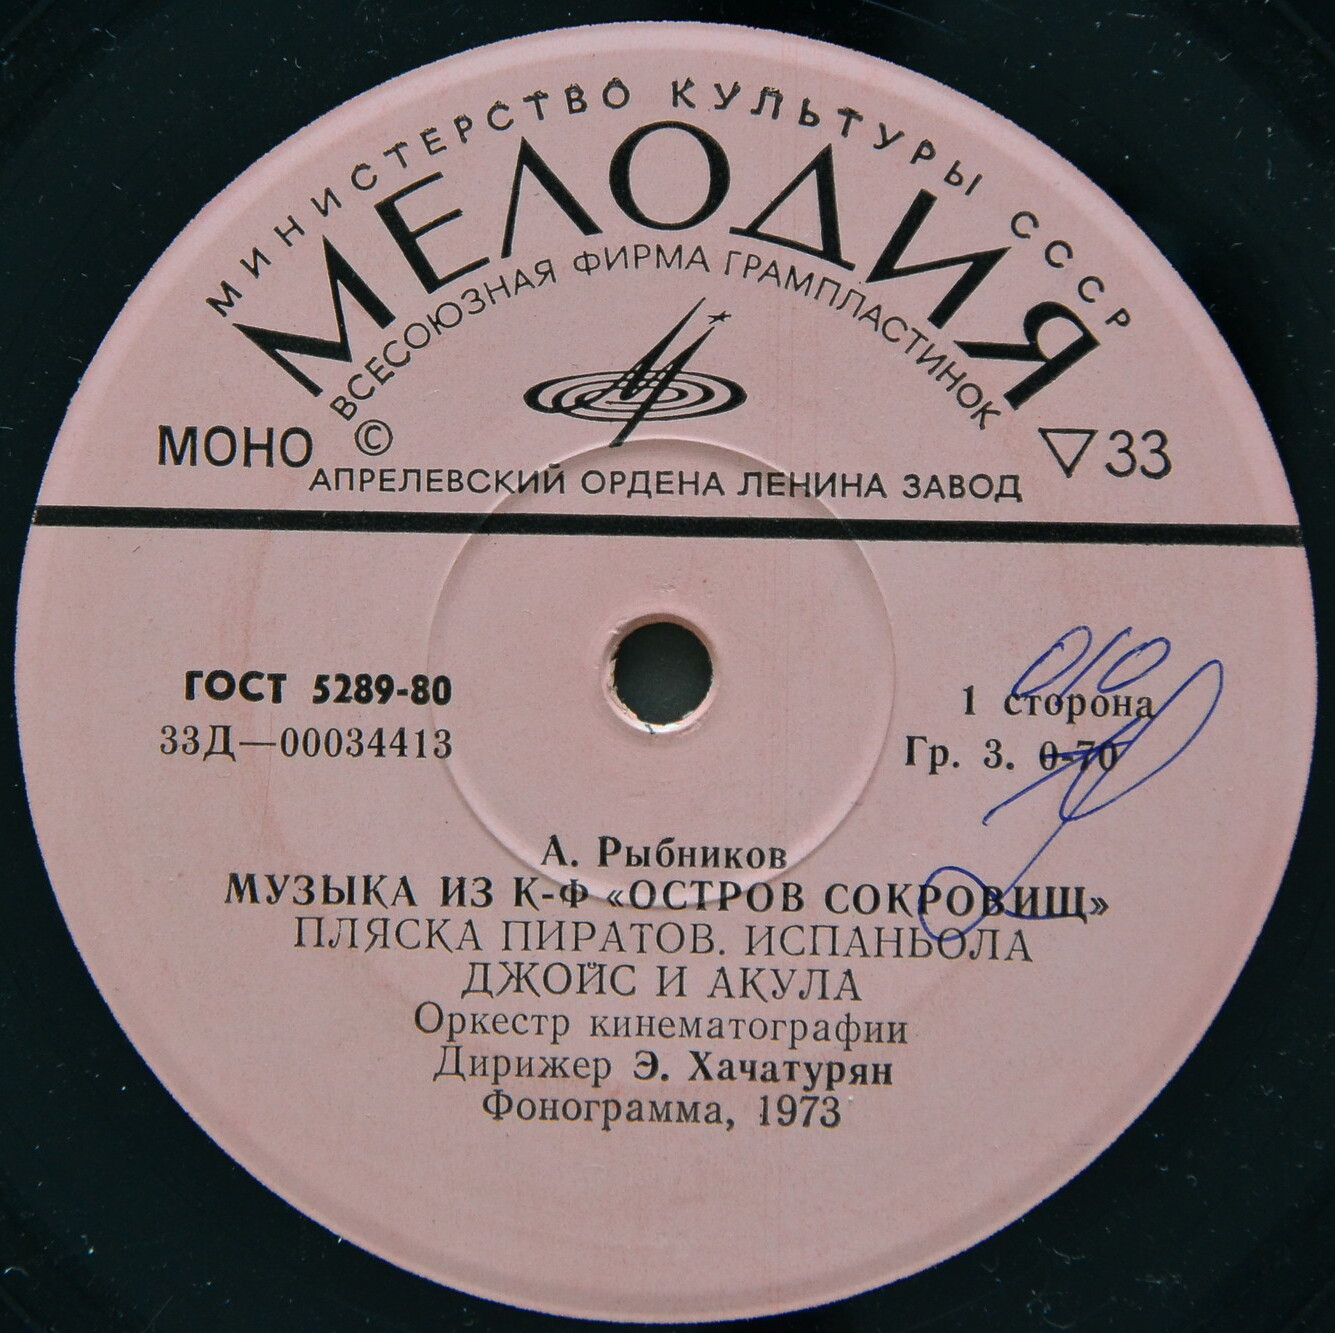 МИНИСТЕРСТВО КУЛЬТУРЫ СССР
МЕЛОДИЯ
ВСЕСОЮЗНАЯ ФИРМА ГРАМПЛАСТИНОК
МОНО © ▽33
АПРЕЛЕВСКИЙ ОРДЕНА ЛЕНИНА ЗАВОД
ГОСТ 5289-80
33Д—00034413
010
1 сторона
Гр. 3. 0-70
А. Рыбников
МУЗЫКА ИЗ К-Ф «ОСТРОВ СОКРОВИЩ»
ПЛЯСКА ПИРАТОВ. ИСПАНЬОЛА
ДЖОЙС И АКУЛА
Оркестр кинематографии
Дирижер Э. Хачатурян
Фонограмма, 1973